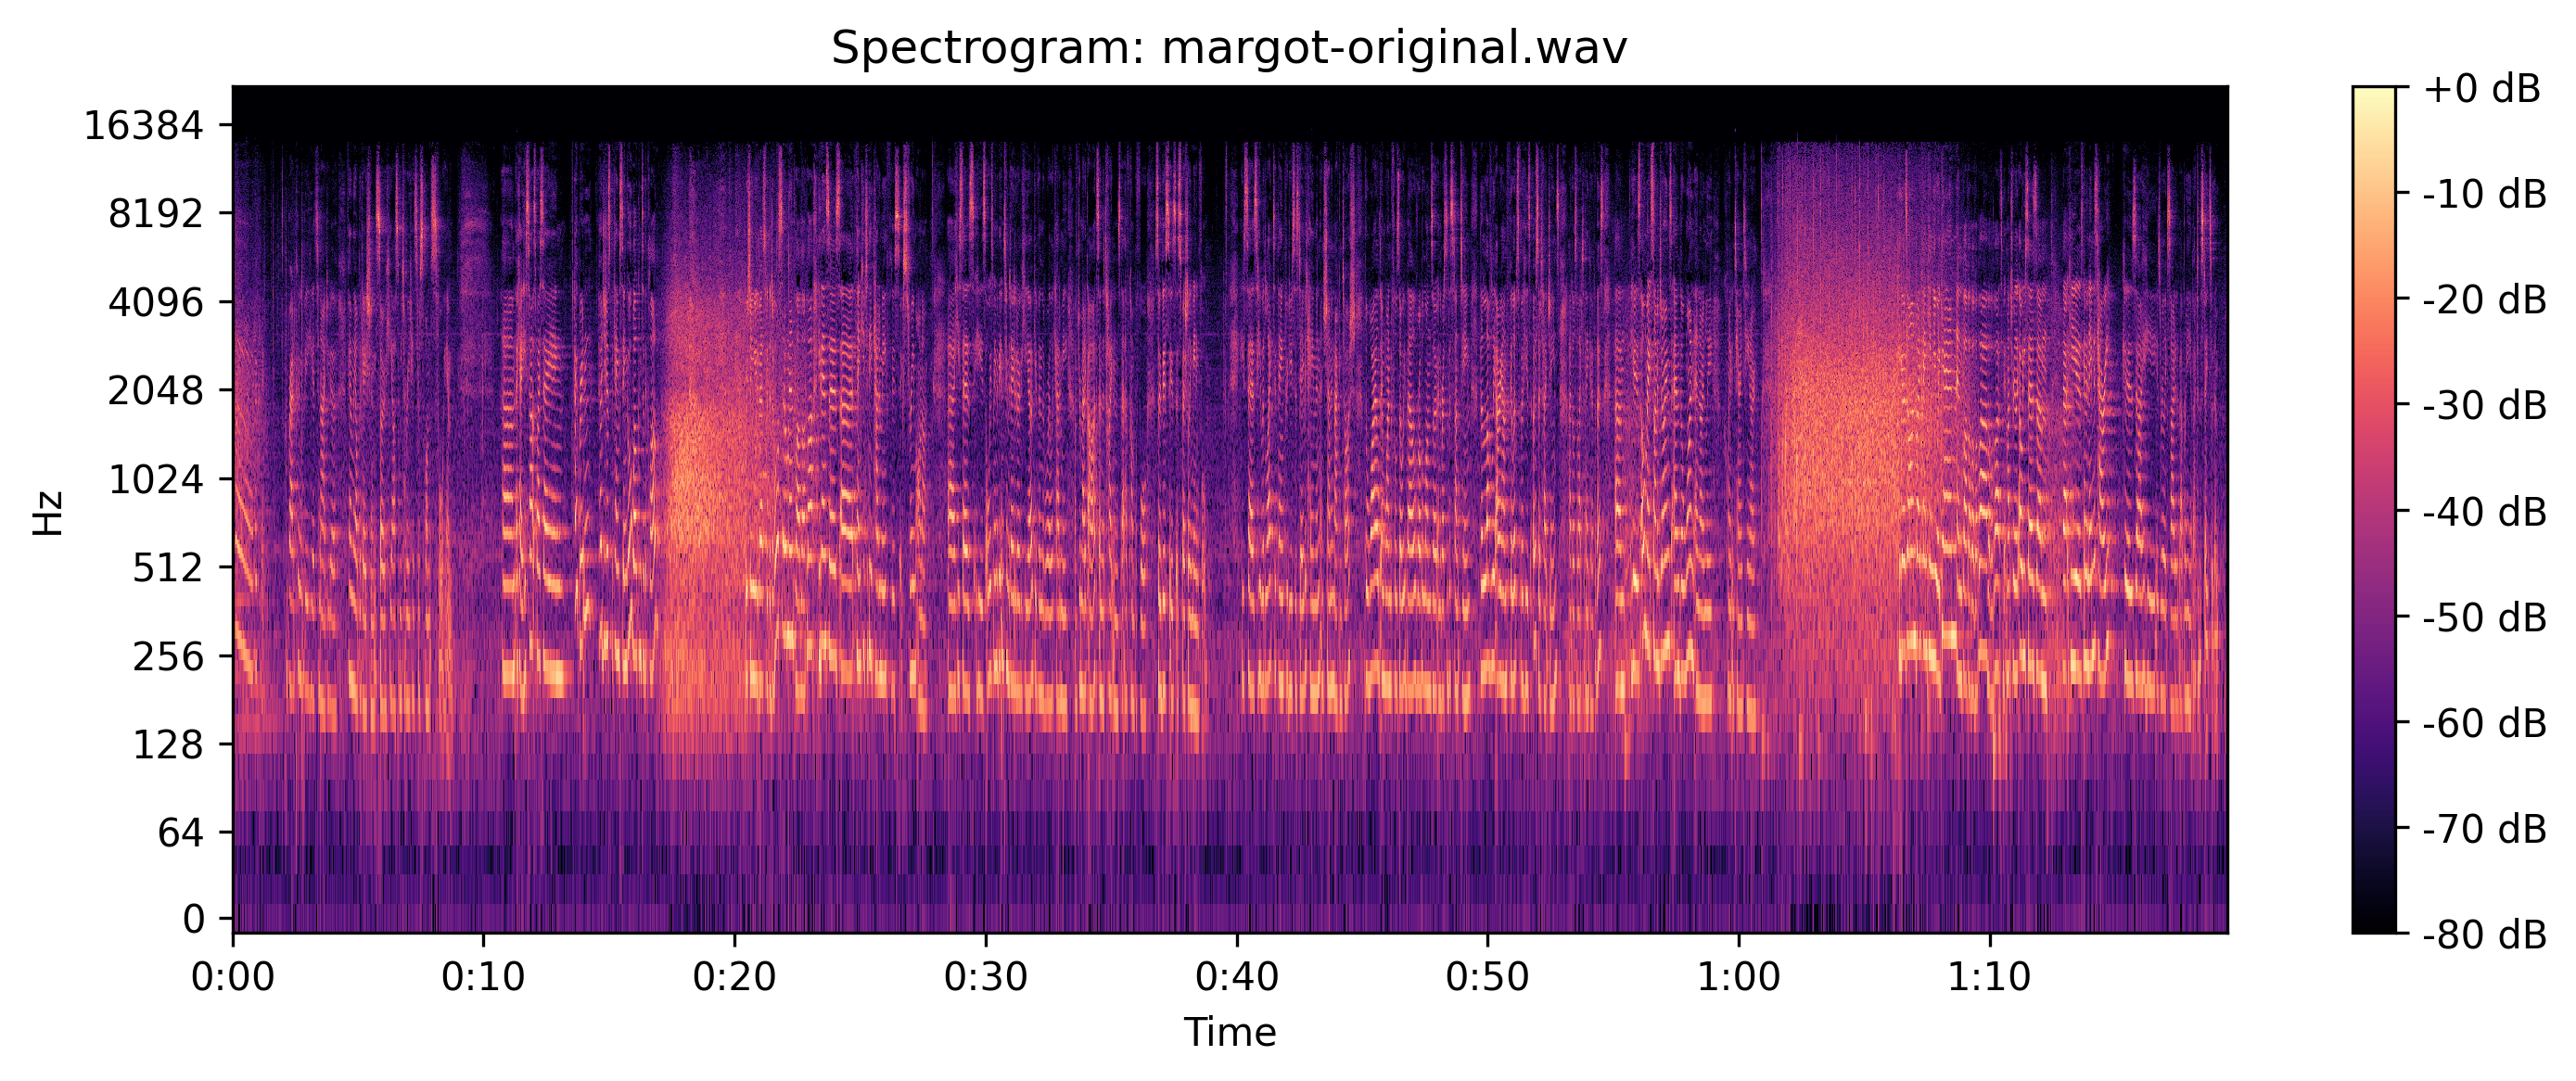 Spectrogram: margot-original.wav
+0 dB
16384
-10 dB
8192
-20 dB
4096
-30 dB
2048
-40 dB
1024
Hz
-50 dB
512
256
-60 dB
128
-70 dB
64
0
-80 dB
0:00 0:10 0:20 0:30 0:40 0:50 1:00 1:10
Time